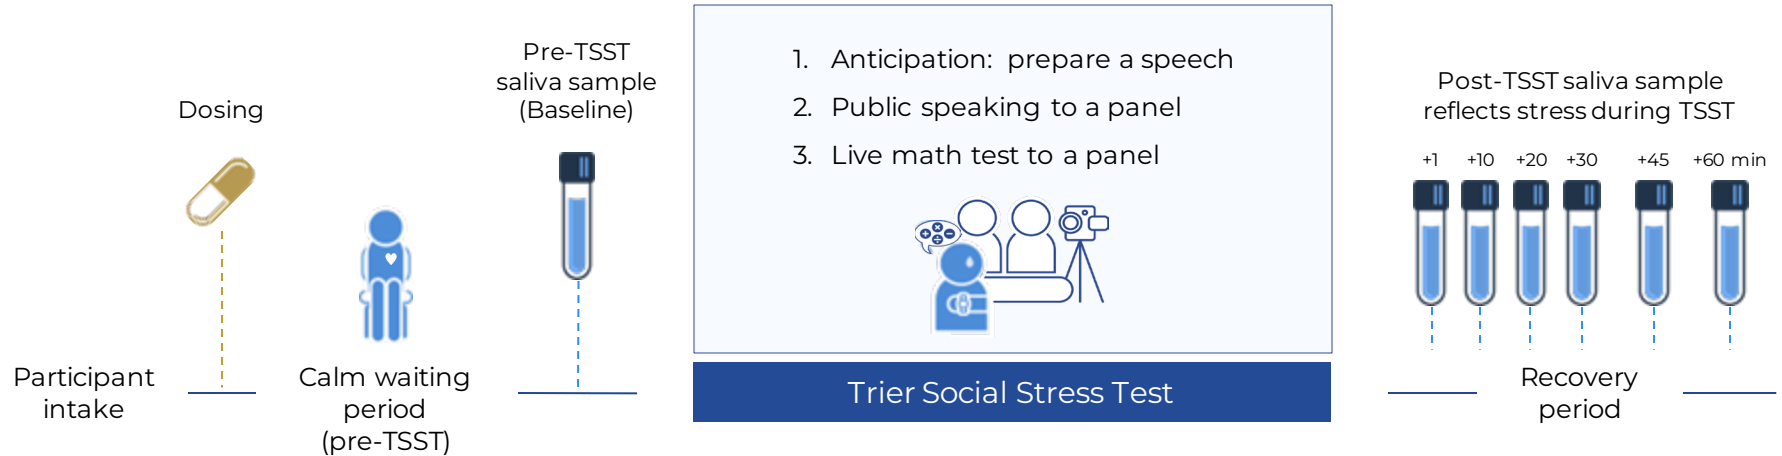 Participant
intake
Dosing
Calm waiting
period
(pre-TSST)
Pre-TSST
saliva sample
(Baseline)
1. Anticipation: prepare a speech
2. Public speaking to a panel
3. Live math test to a panel
Trier Social Stress Test
Post-TSST saliva sample
reflects stress during TSST
+1 +10 +20 +30 +45 +60 min
Recovery
period